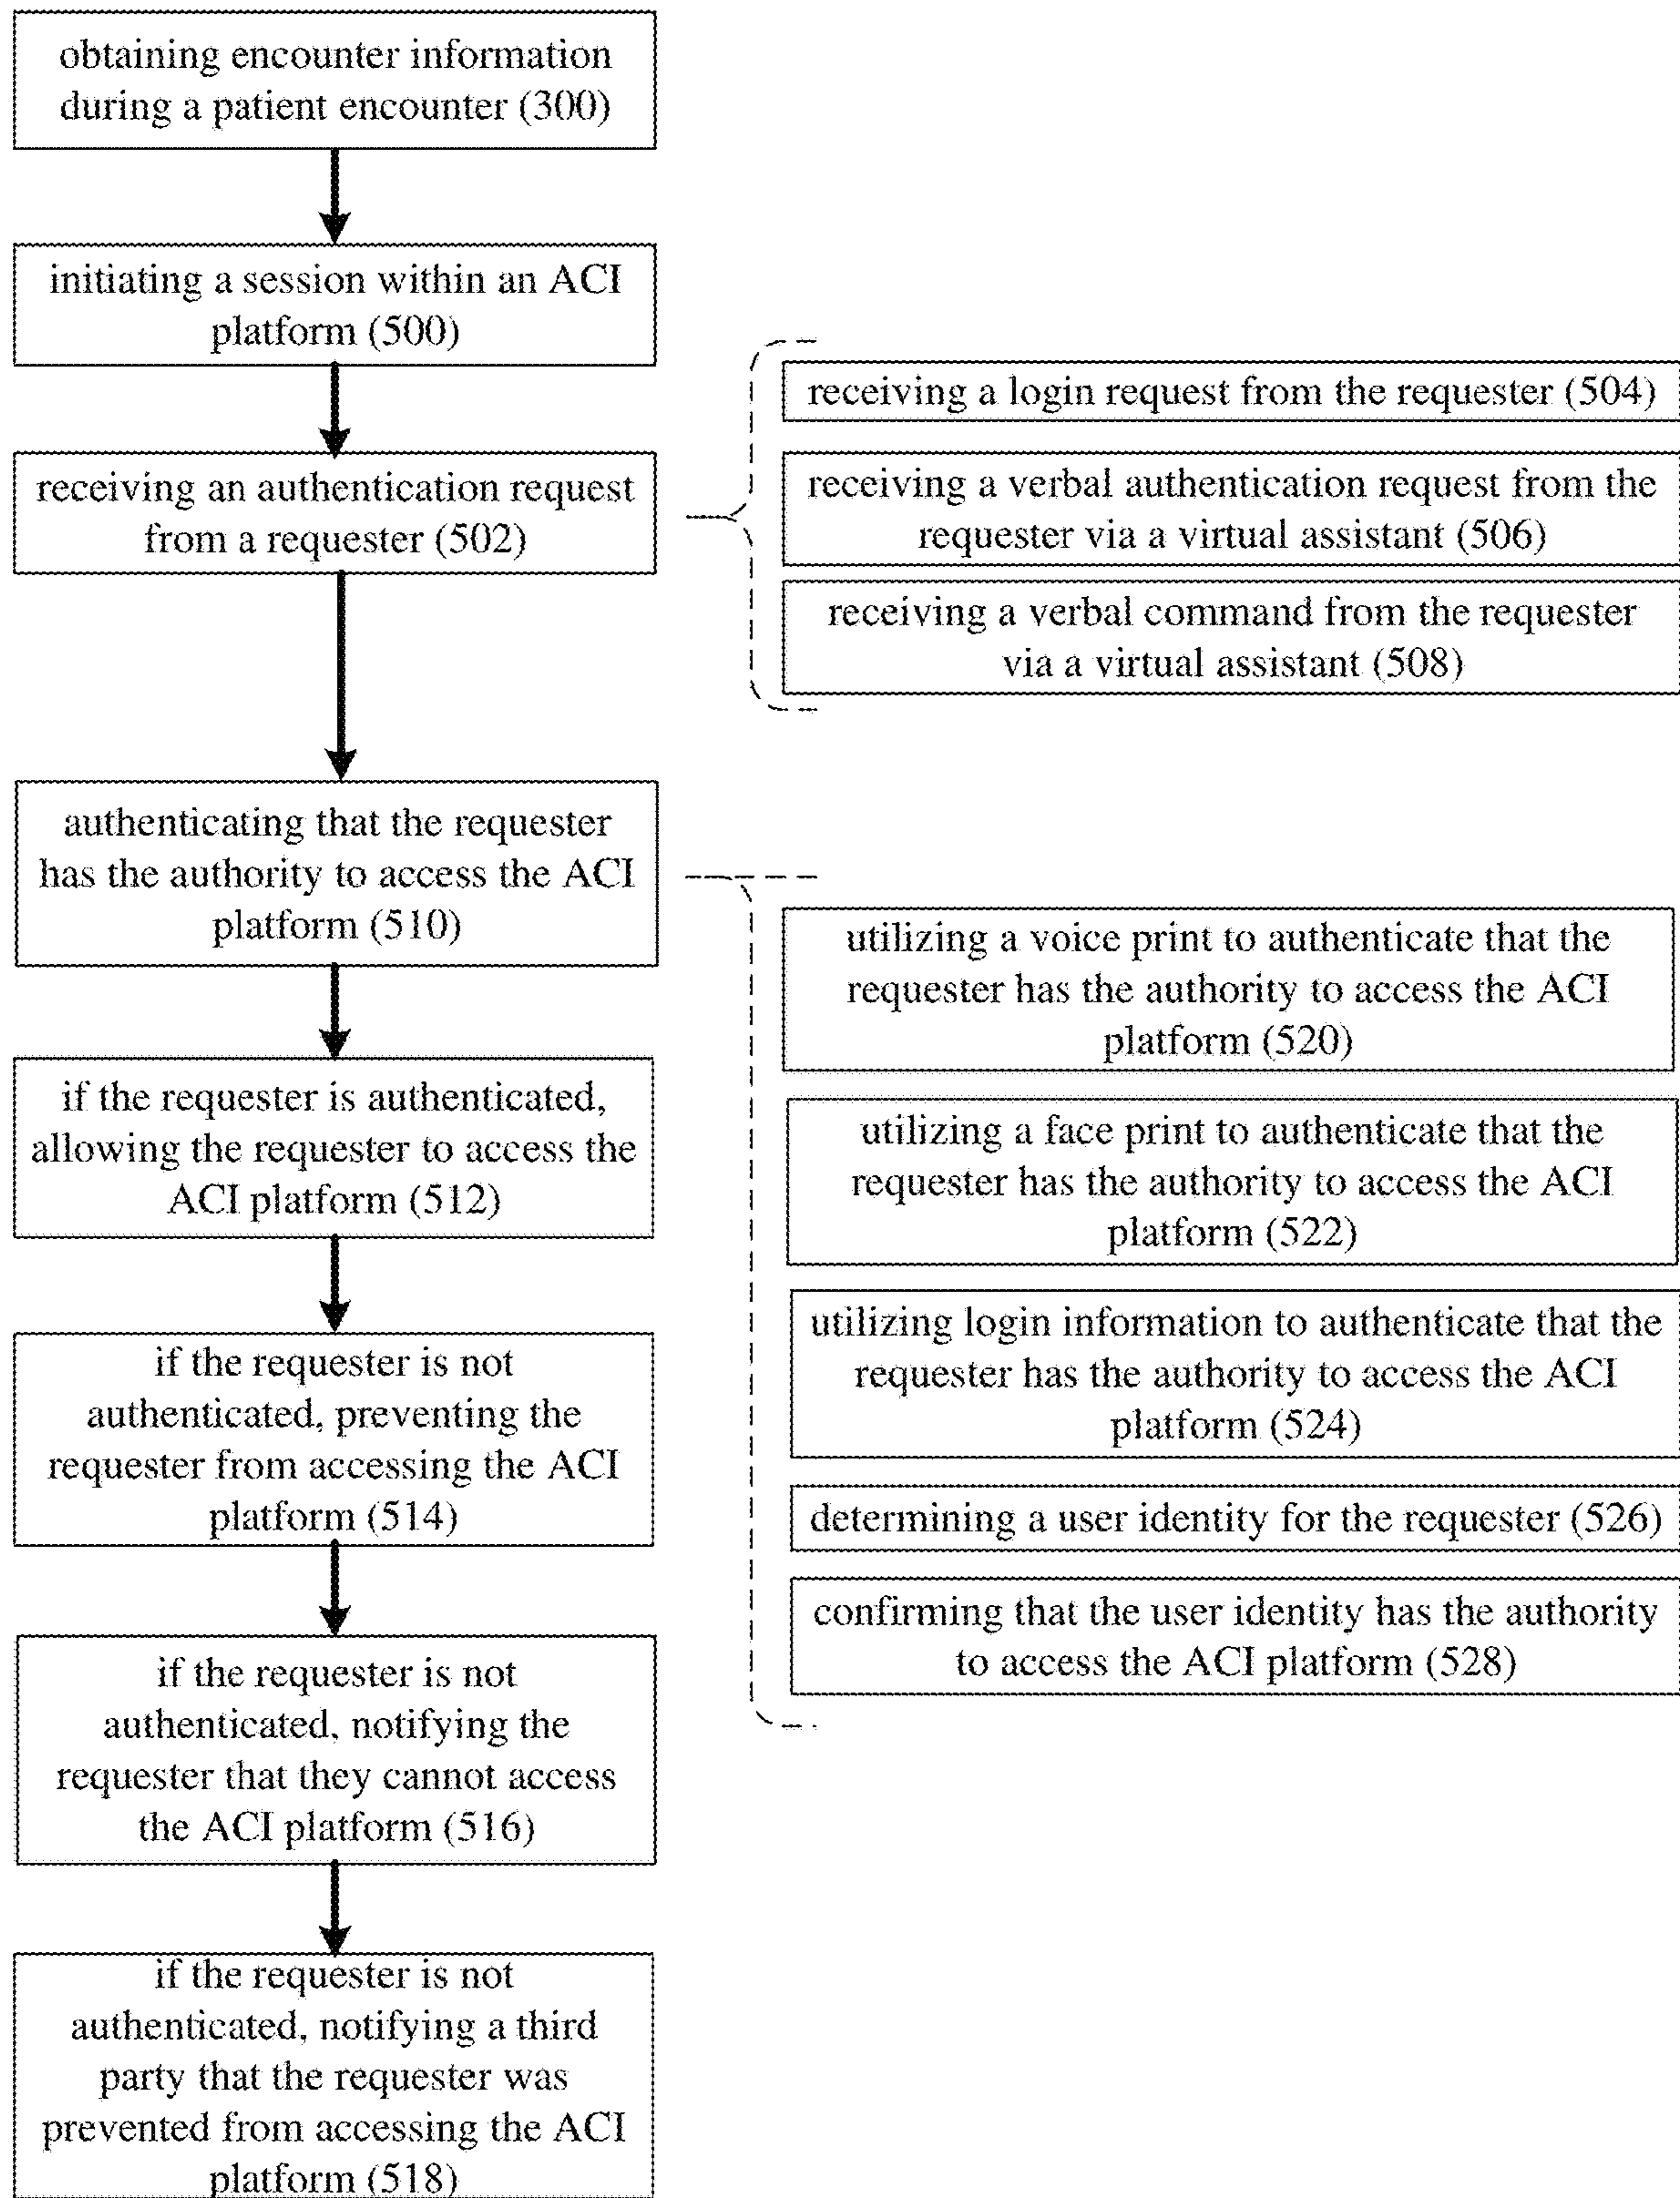 obtaining encounter information
during a patient encounter (300)
initiating a session within an ACI
platform (500)
receiving an authentication request
from a requester (502)
receiving a login request from the requester (504)
receiving a verbal authentication request from the
requester via a virtual assistant (506)
receiving a verbal command from the requester
via a virtual assistant (508)
authenticating that the requester
has the authority to access the ACI
platform (510)
utilizing a voice print to authenticate that the
requester has the authority to access the ACI
platform (520)
utilizing a face print to authenticate that the
requester has the authority to access the ACI
platform (522)
utilizing login information to authenticate that the
requester has the authority to access the ACI
platform (524)
determining a user identity for the requester (526)
confirming that the user identity has the authority
to access the ACI platform (528)
if the requester is authenticated,
allowing the requester to access the
ACI platform (512)
if the requester is not
authenticated, preventing the
requester from accessing the ACI
platform (514)
if the requester is not
authenticated, notifying the
requester that they cannot access
the ACI platform (516)
if the requester is not
authenticated, notifying a third
party that the requester was
prevented from accessing the ACI
platform (518)